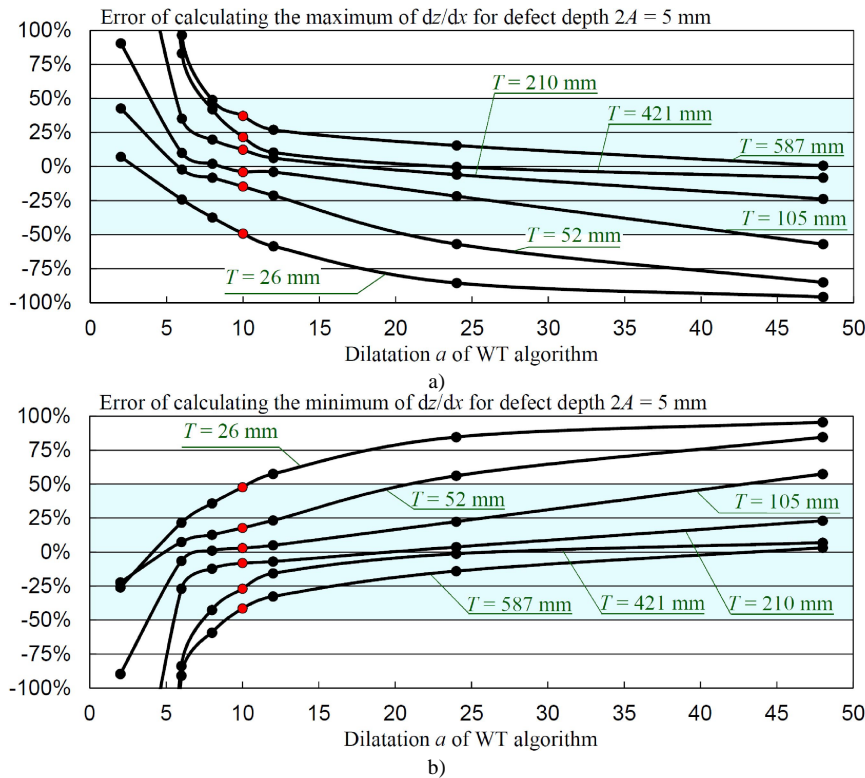 Error of calculating the maximum of dz/dx for defect depth 2A = 5 mm
100%
75%
50%
25%
0%
-25%
-50%
-75%
-100%
T = 210 mm
T = 421 mm
T = 587 mm
T = 105 mm
T = 52 mm
T = 26 mm
0 5 10 15 20 25 30 35 40 45 50
Dilatation a of WT algorithm
a)
Error of calculating the minimum of dz/dx for defect depth 2A = 5 mm
100%
75%
50%
25%
0%
-25%
-50%
-75%
-100%
T = 26 mm
T = 52 mm
T = 105 mm
T = 587 mm
T = 421 mm
T = 210 mm
0 5 10 15 20 25 30 35 40 45 50
Dilatation a of WT algorithm
b)